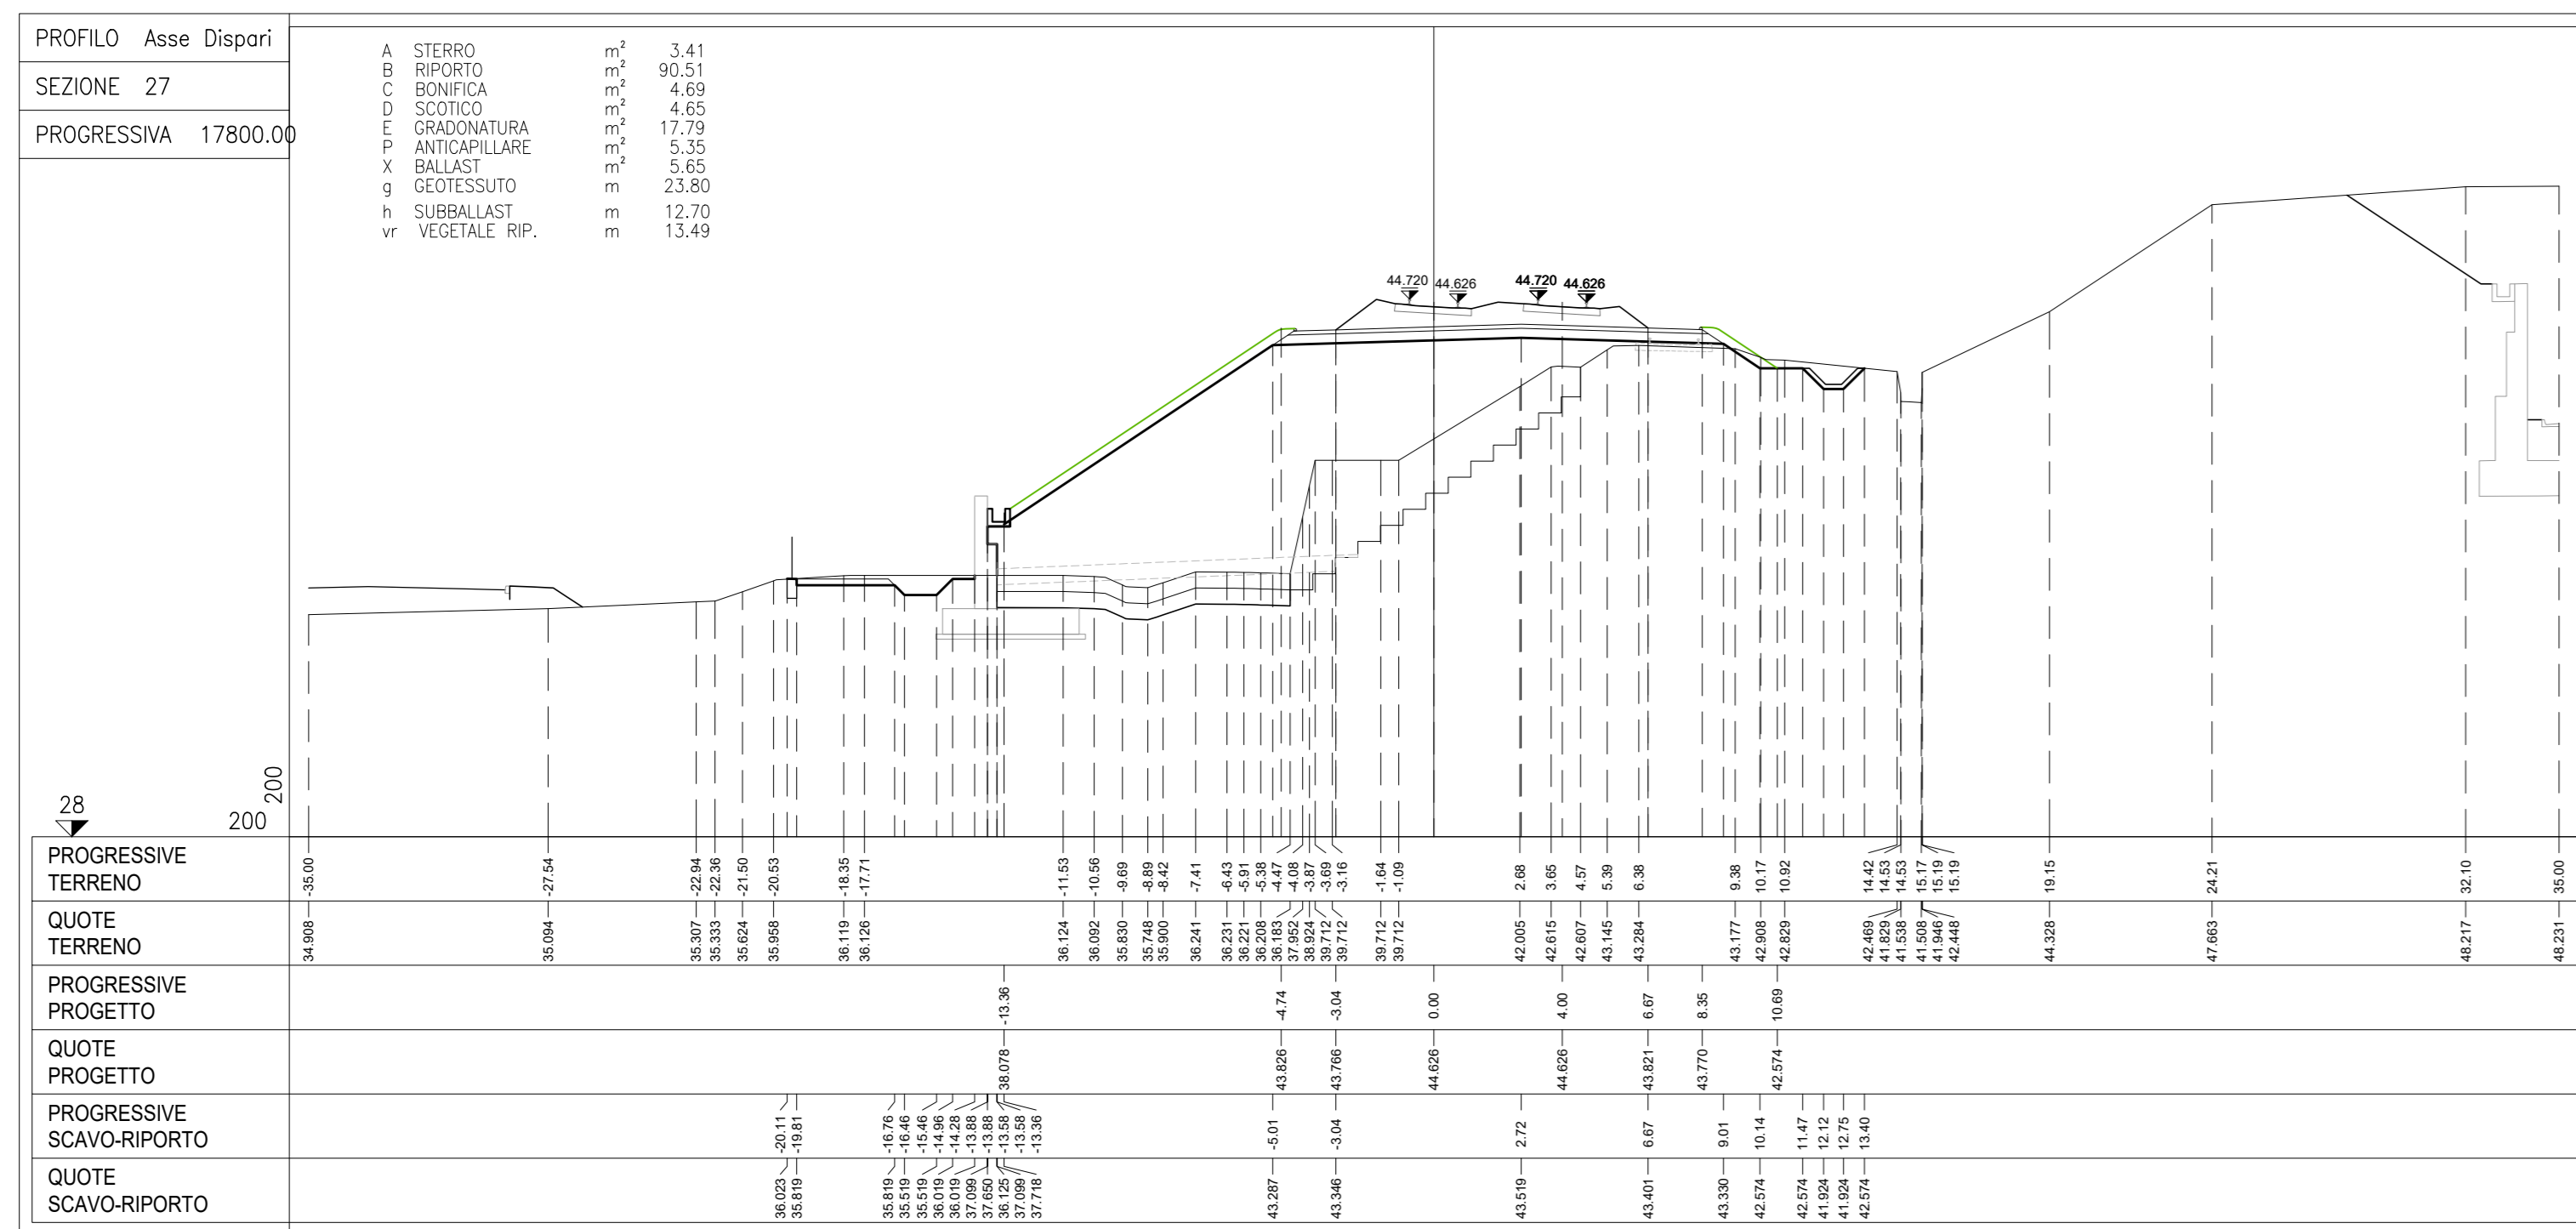 PROFILO Asse Dispari
SEZIONE 27
PROGRESSIVA 17800.00
A STERRO m² 3.41
B RIPORTO m² 90.51
C BONIFICA m² 4.69
D SCOTICO m² 4.65
E GRADONATURA m² 17.79
P ANTICAPILLARE m² 5.35
X BALLAST m² 5.65
g GEOTESSUTO m 23.80
h SUBBALLAST m 12.70
vr VEGETALE RIP. m 13.49
44.720 44.626 44.720 44.626
200
28 200
PROGRESSIVE TERRENO -35.00 -27.54 -22.94 -22.36 -21.50 -20.53 -18.35 -17.71 -11.53 -10.56 -9.69 -8.89 -8.42 -7.41 -6.43 -5.91 -5.38 -4.47 -4.08 -3.87 -3.69 -3.16 -1.64 -1.09 2.68 3.65 4.57 5.39 6.38 9.38 10.17 10.92 14.42 14.53 14.53 15.17 15.19 15.19 19.15 24.21 32.10 35.00
QUOTE TERRENO 34.908 35.094 35.307 35.333 35.624 35.958 36.119 36.126 36.124 36.092 35.830 35.748 35.900 36.241 36.231 36.221 36.208 36.183 37.952 38.924 39.712 39.712 39.712 39.712 42.005 42.615 42.607 43.145 43.284 43.177 42.908 42.829 42.469 41.829 41.538 41.508 41.946 42.448 44.328 47.663 48.217 48.231
PROGRESSIVE PROGETTO -13.36 -4.74 -3.04 0.00 4.00 6.67 8.35 10.69
QUOTE PROGETTO 38.078 43.826 43.766 44.626 44.626 43.821 43.770 42.574
PROGRESSIVE SCAVO-RIPORTO -20.11 -19.81 -16.76 -16.46 -15.46 -14.96 -14.28 -13.88 -13.88 -13.58 -13.58 -13.36 -5.01 -3.04 2.72 6.67 9.01 10.14 11.47 12.12 12.75 13.40
QUOTE SCAVO-RIPORTO 36.023 35.819 35.819 35.519 35.519 36.019 36.019 37.099 37.650 36.125 37.099 37.718 43.287 43.346 43.519 43.401 43.330 42.574 42.574 41.924 41.924 42.574